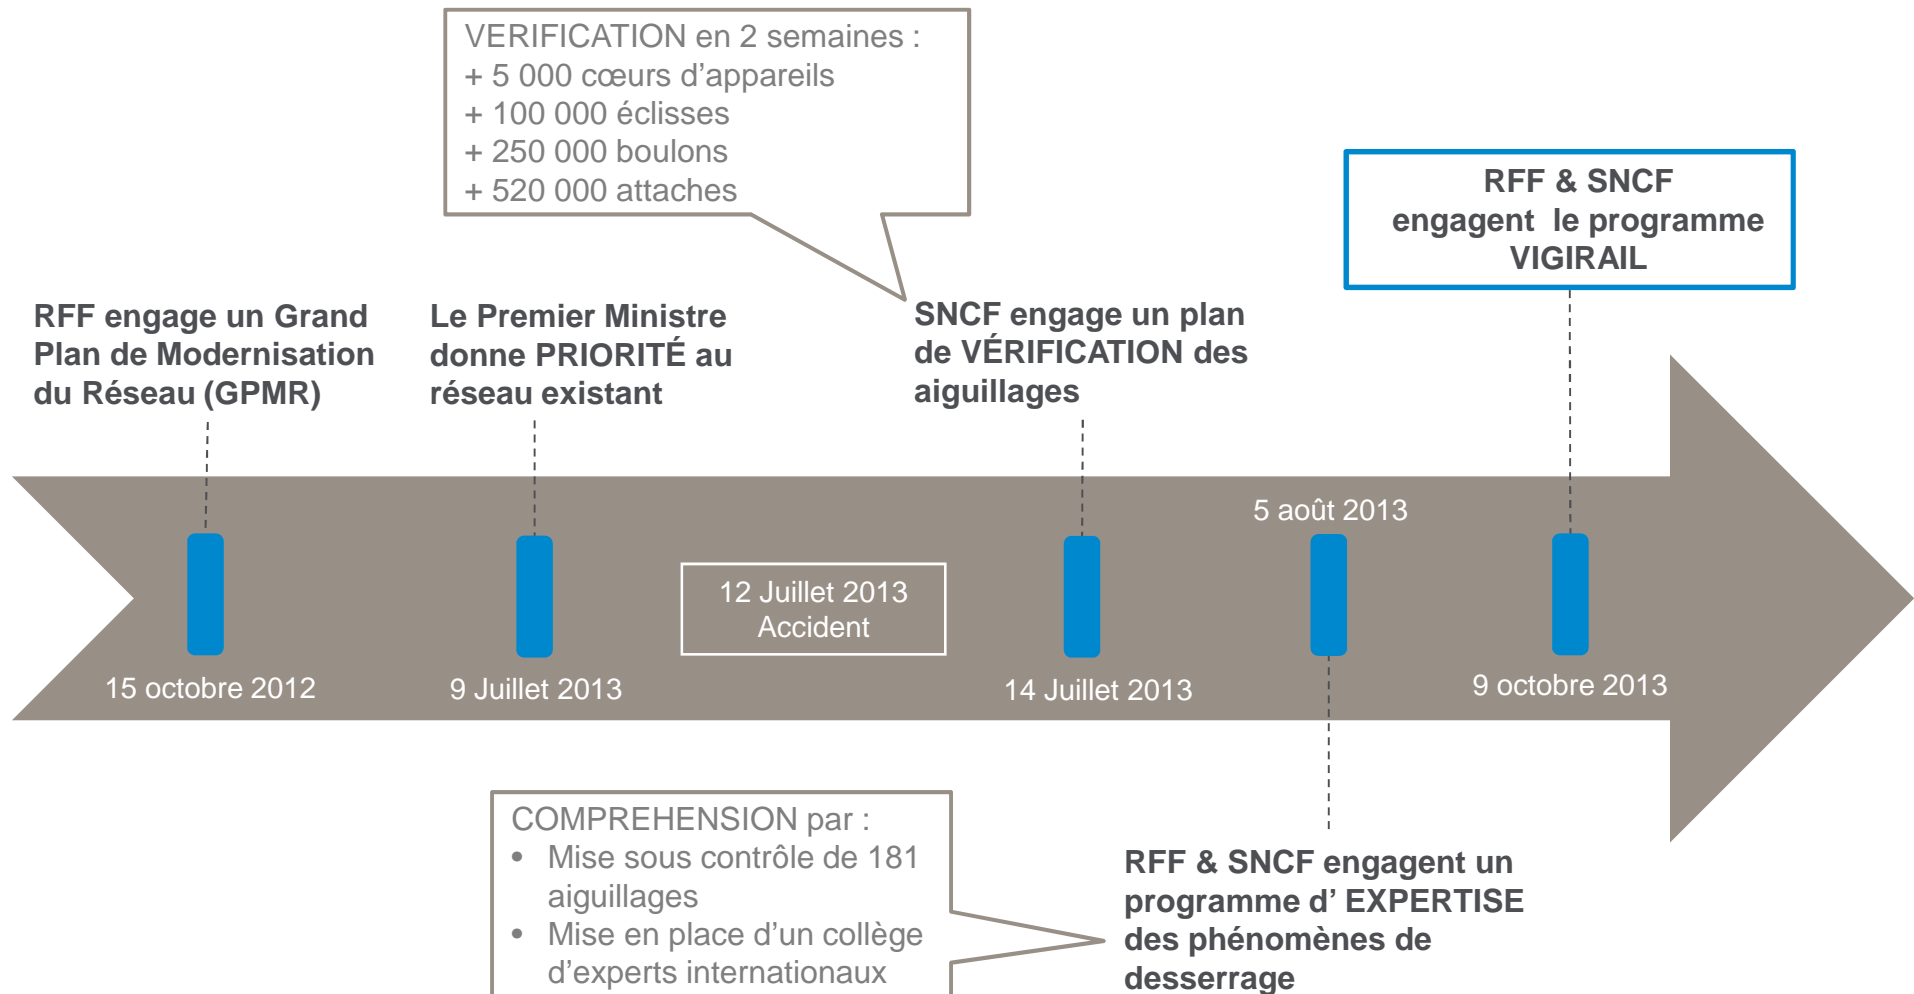 VERIFICATION en 2 semaines :
+ 5 000 cœurs d'appareils
+ 100 000 éclisses
+ 250 000 boulons
+ 520 000 attaches
RFF & SNCF
engagent le programme
VIGIRAIL
RFF engage un Grand
Plan de Modernisation
du Réseau (GPMR)
Le Premier Ministre
donne PRIORITÉ au
réseau existant
SNCF engage un plan
de VÉRIFICATION des
aiguillages
5 août 2013
12 Juillet 2013
Accident
15 octobre 2012
9 Juillet 2013
14 Juillet 2013
9 octobre 2013
COMPREHENSION par :
• Mise sous contrôle de 181
aiguillages
• Mise en place d'un collège
d'experts internationaux
RFF & SNCF engagent un
programme d' EXPERTISE
des phénomènes de
desserrage